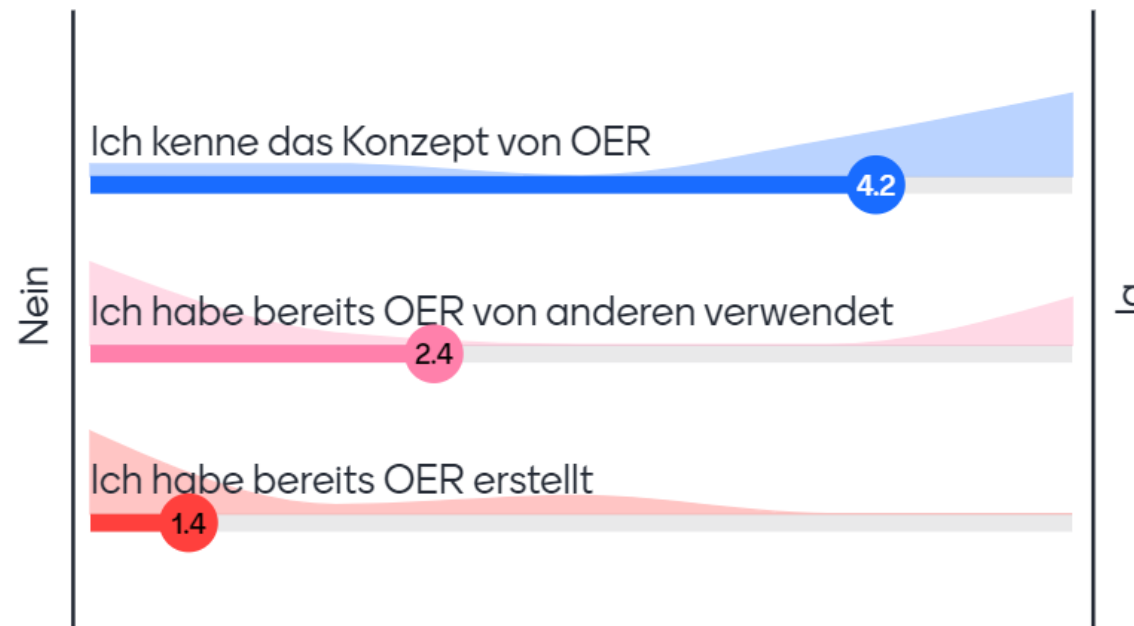 Ich kenne das Konzept von OER
4.2
Nein
Ich habe bereits OER von anderen verwendet
2.4
Ich habe bereits OER erstellt
1.4